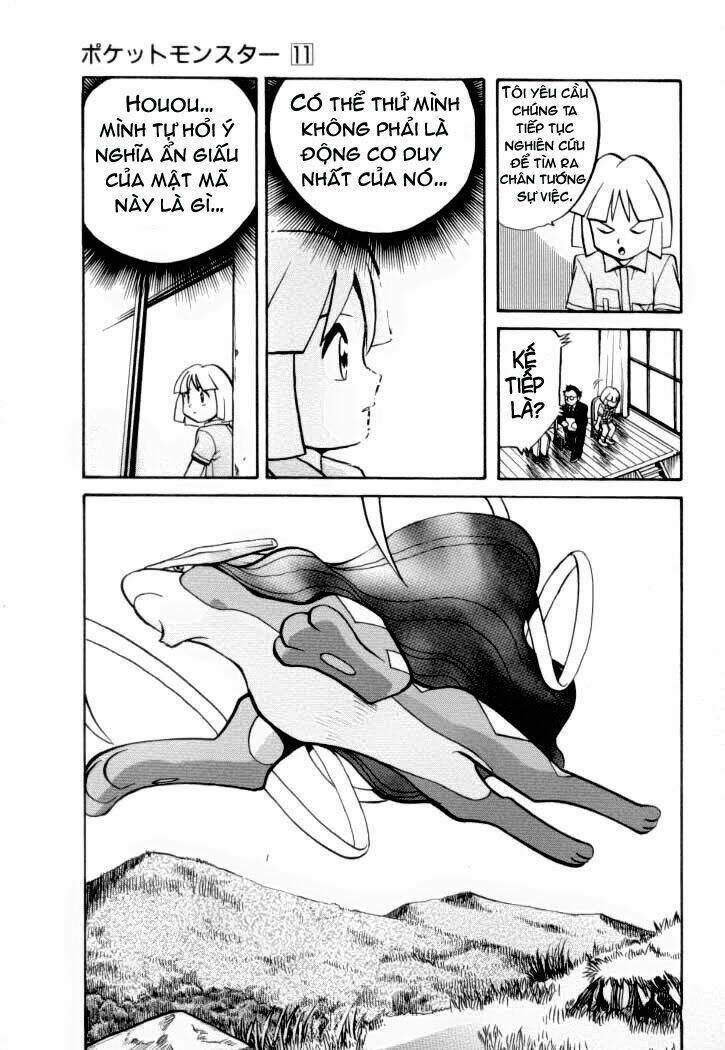 ポケットモンスター 11
TÔI YÊU CẦU
CHÚNG TA
TIẾP TỤC
NGHIÊN CỨU
ĐỂ TÌM RA
CHÂN TƯỚNG
SỰ VIỆC.
KẾ
TIẾP
LÀ?
CÓ THỂ THỨ MÌNH
KHÔNG PHẢI LÀ
ĐỘNG CƠ DUY
NHẤT CỦA NÓ...
HOUOU...
MÌNH TỰ HỎI Ý
NGHĨA ẨN GIẤU
CỦA MẬT MÃ
NÀY LÀ GÌ...